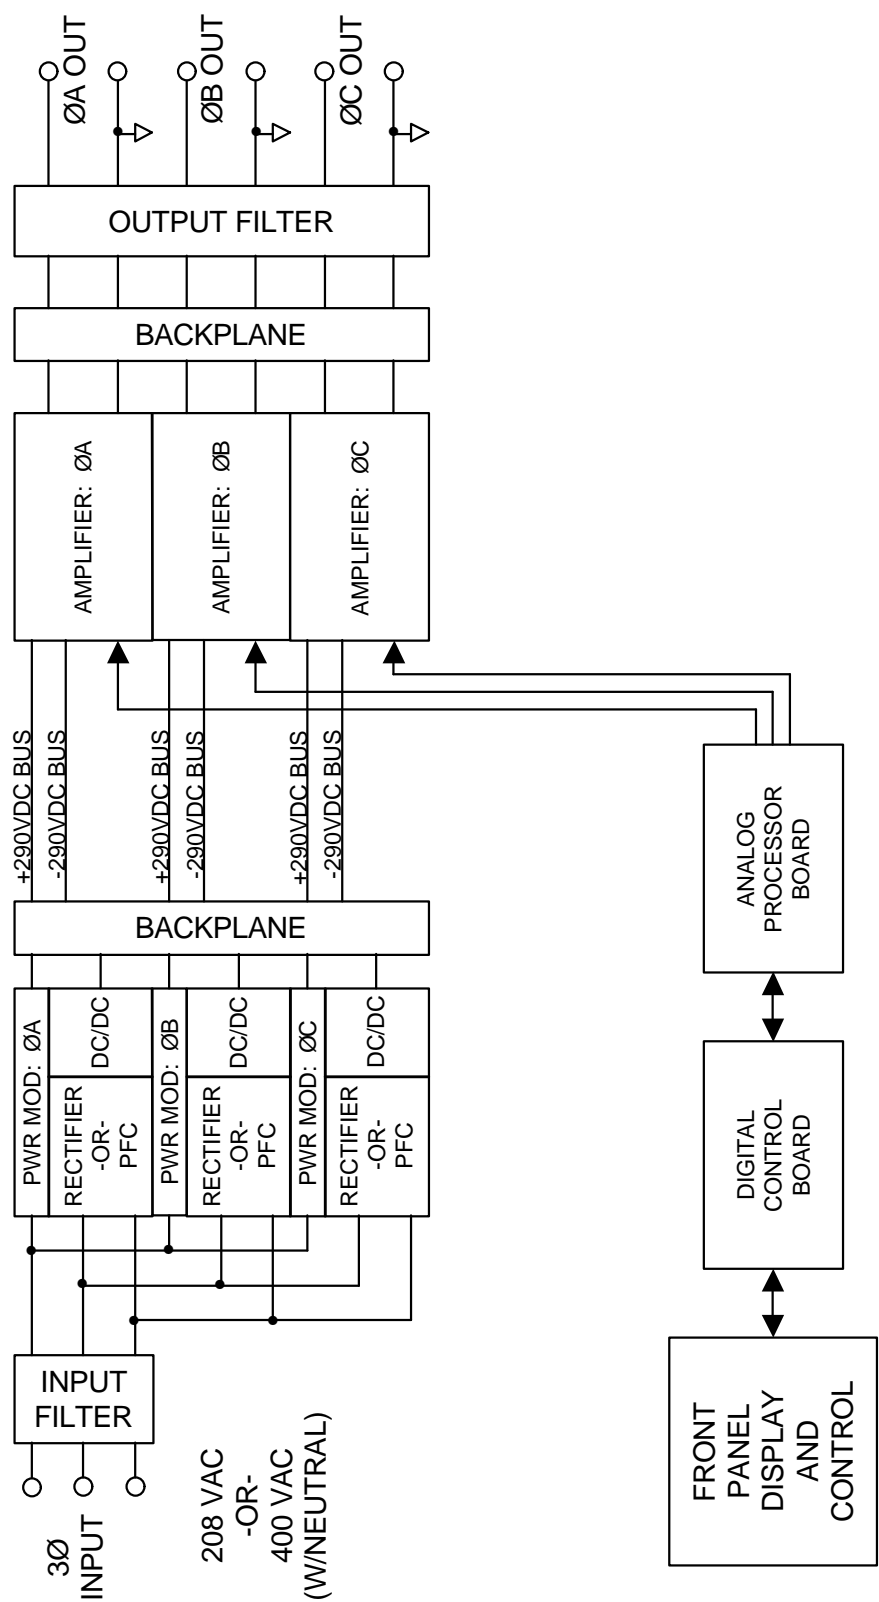 ØA OUT
ØB OUT
ØC OUT
OUTPUT FILTER
BACKPLANE
AMPLIFIER: ØA
AMPLIFIER: ØB
AMPLIFIER: ØC
+290VDC BUS
-290VDC BUS
+290VDC BUS
-290VDC BUS
+290VDC BUS
-290VDC BUS
BACKPLANE
PWR MOD: ØA
DC/DC
RECTIFIER
-OR-
PFC
PWR MOD: ØB
DC/DC
RECTIFIER
-OR-
PFC
PWR MOD: ØC
DC/DC
RECTIFIER
-OR-
PFC
INPUT
FILTER
3Ø
INPUT
208 VAC
-OR-
400 VAC
(W/NEUTRAL)
ANALOG
PROCESSOR
BOARD
DIGITAL
CONTROL
BOARD
FRONT
PANEL
DISPLAY
AND
CONTROL